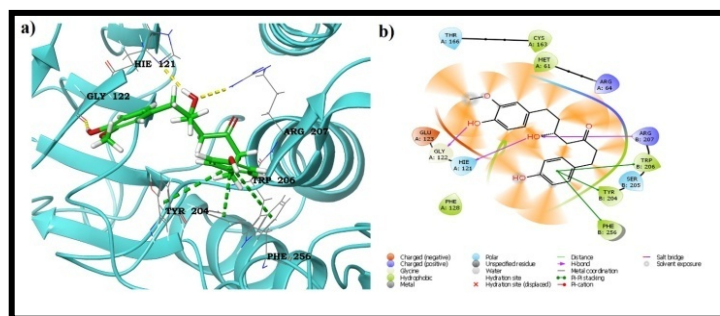 a)
HIE 121
GLY 122
ARG 207
TRP 206
TYR 204
PHE 256
b)
THR
A: 166
CYS
A: 163
MET
A: 61
ARG
A: 64
GLU
A: 123
GLY
A: 122
HIE
A: 121
HO
HO
O
ARG
B: 207
TRP
B: 206
SER
B: 205
TYR
B: 204
PHE
A: 128
PHE
B: 256
Charged (negative)
Charged (positive)
Glycine
Hydrophobic
Metal
Polar
Unspecified residue
Water
Hydration site
Hydration site (displaced)
Distance
H-bond
Metal coordination
Pi-Pi stacking
Pi-cation
Salt bridge
Solvent exposure